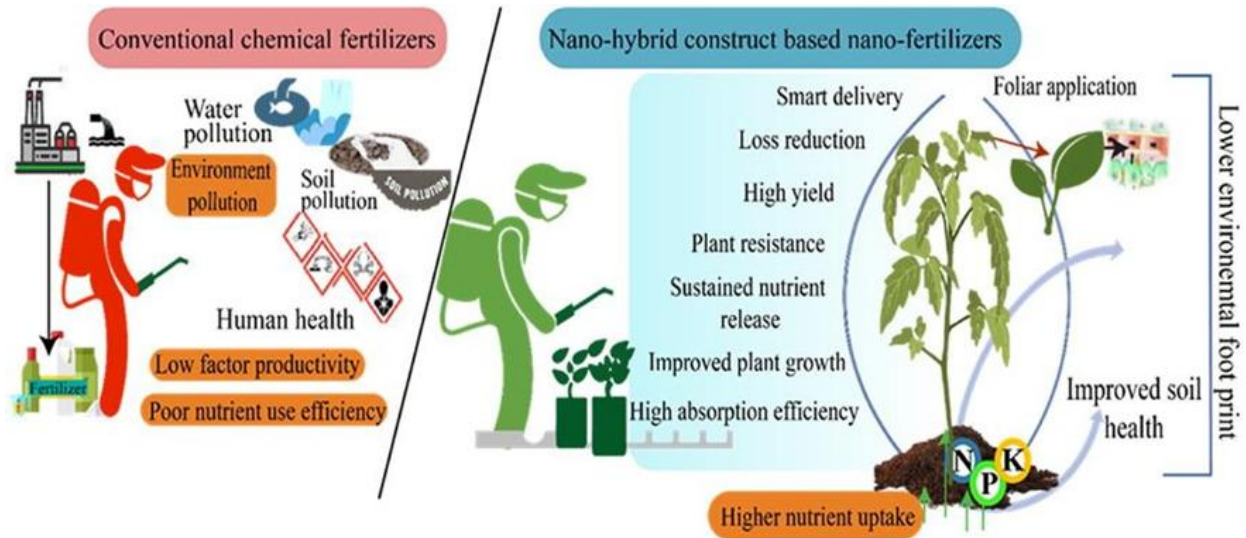 Conventional chemical fertilizers
Water
pollution
Environment
pollution
Soil
pollution
SOIL POLLUTION
Human health
Fertilizer
Low factor productivity
Poor nutrient use efficiency
Nano-hybrid construct based nano-fertilizers
Smart delivery
Loss reduction
High yield
Plant resistance
Sustained nutrient
release
Improved plant growth
High absorption efficiency
Foliar application
Improved soil
health
N
P
K
Higher nutrient uptake
Lower environemtal foot print